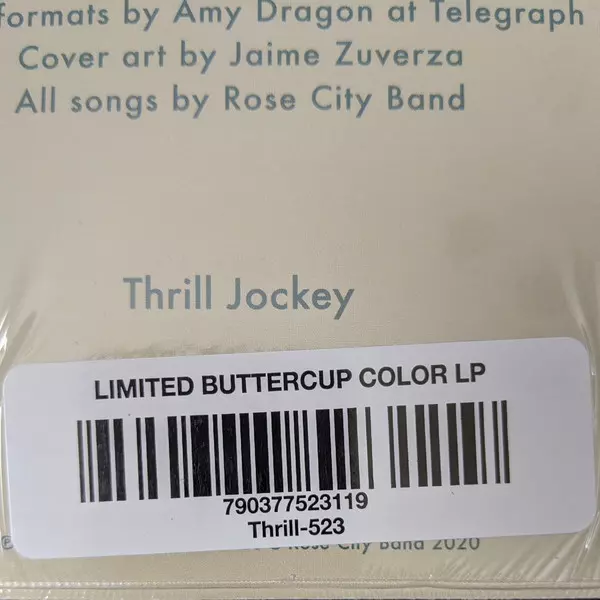 formats by Amy Dragon at Telegraph
Cover art by Jaime Zuverza
All songs by Rose City Band
Thrill Jockey
LIMITED BUTTERCUP COLOR LP
790377523119
Thrill-523
℗ Rose City Band 2020